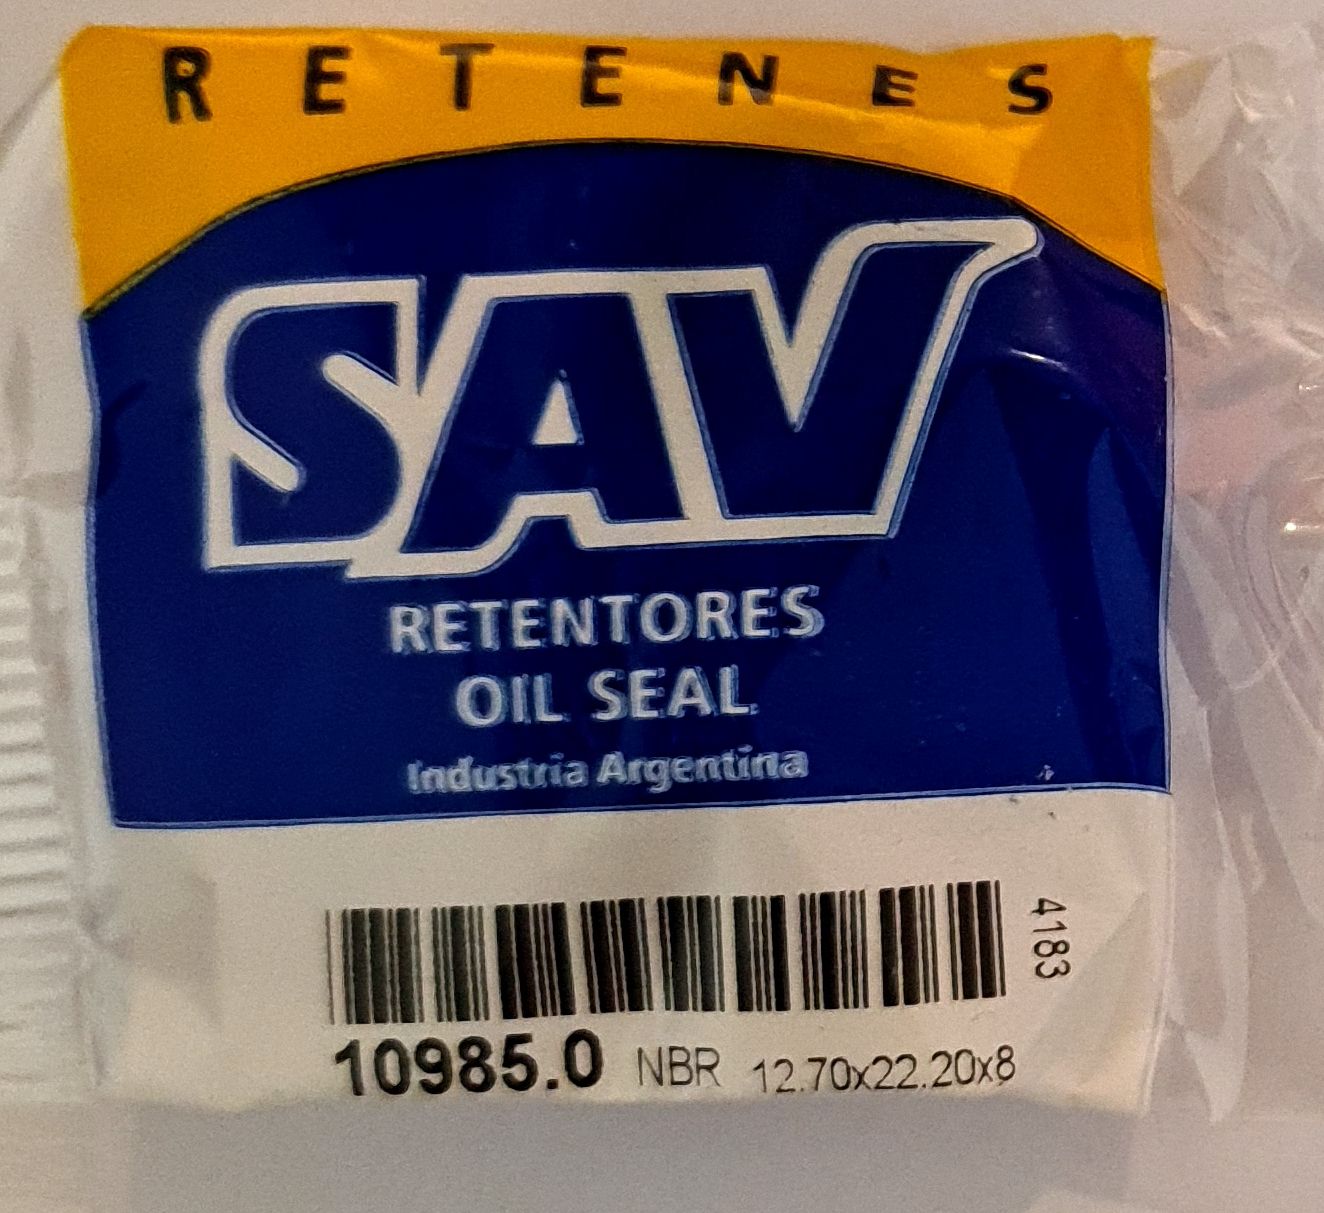 RETENES
SAV
RETENTORES
OIL SEAL
Industria Argentina
4183
10985.0 NBR 12.70x22.20x8